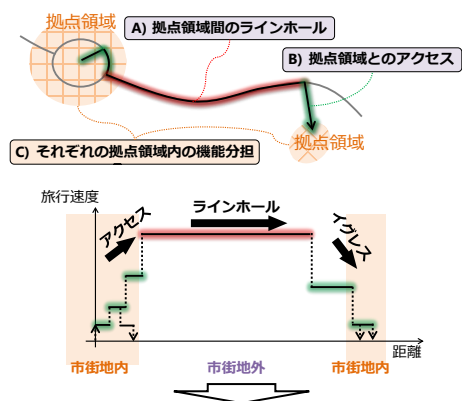 拠点領域
A) 拠点領域間のラインホール
B) 拠点領域とのアクセス
拠点領域
C) それぞれの拠点領域内の機能分担
旅行速度
アクセス
ラインホール
イグレス
距離
市街地内
市街地外
市街地内